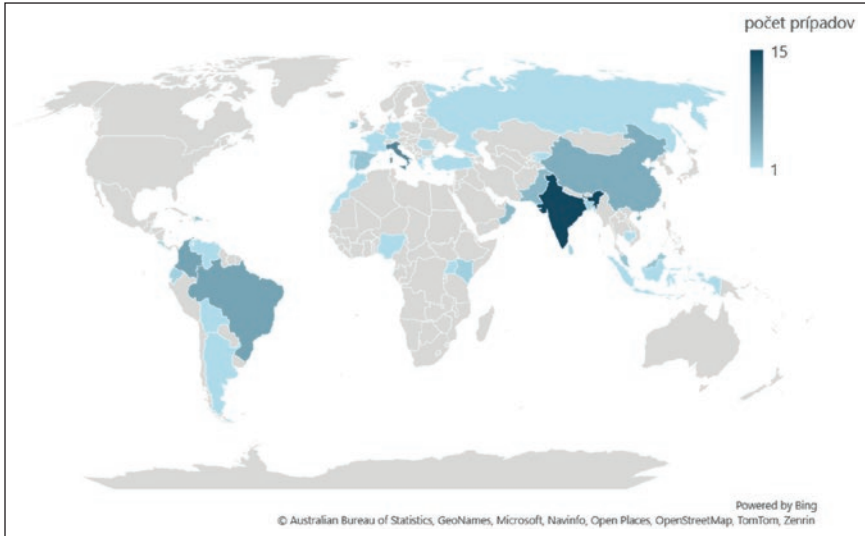 počet prípadov
15
1
Powered by Bing
© Australian Bureau of Statistics, GeoNames, Microsoft, Navinfo, Open Places, OpenStreetMap, TomTom, Zenrin